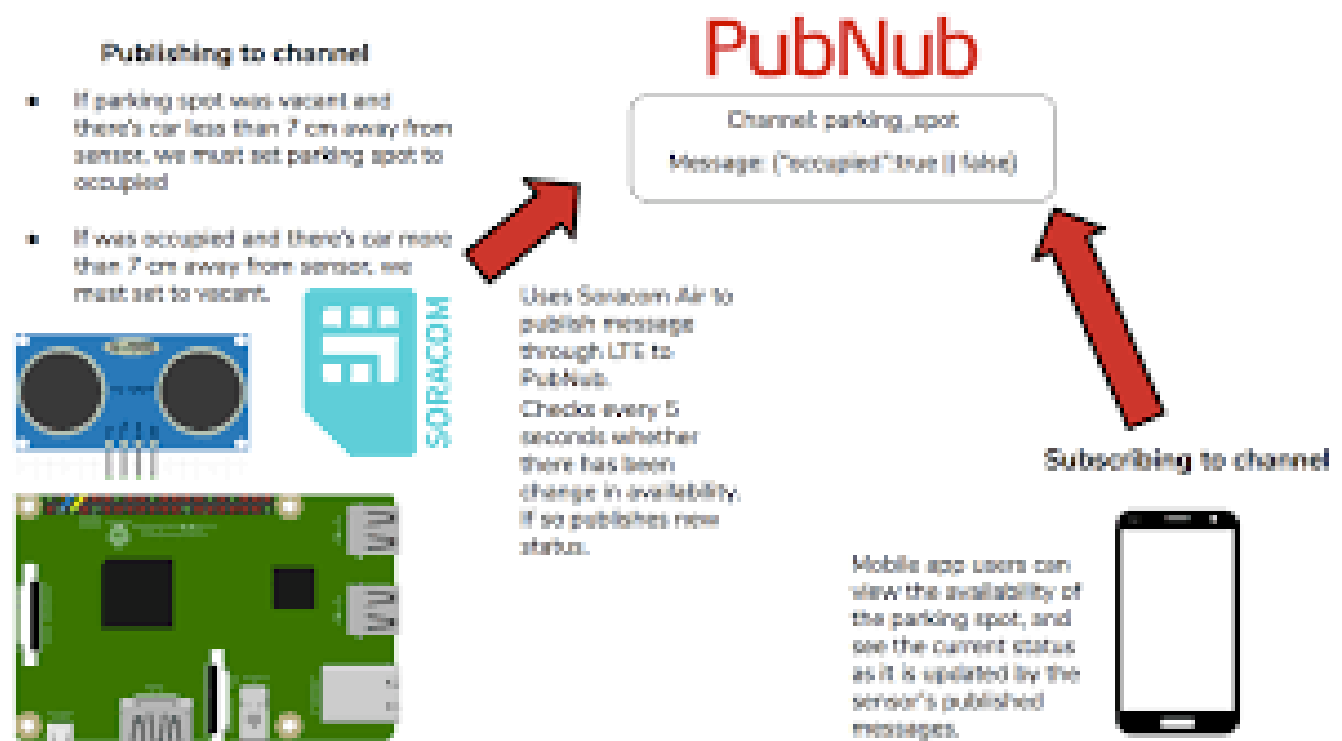 Publishing to channel
• If parking spot was vacant and
there's car less than 7 cm away from
sensor, we must set parking spot to
occupied
• If was occupied and there's car more
than 7 cm away from sensor, we
must set to vacant.
SORACOM
PubNub
Channel: parking_spot
Message: {"occupied":true || false}
Uses Soracom Air to
publish message
through LTE to
PubNub.
Checks every 5
seconds whether
there has been
change in availability.
If so publishes new
status.
Subscribing to channel
Mobile app users can
view the availability of
the parking spot, and
see the current status
as it is updated by the
sensor's published
messages.